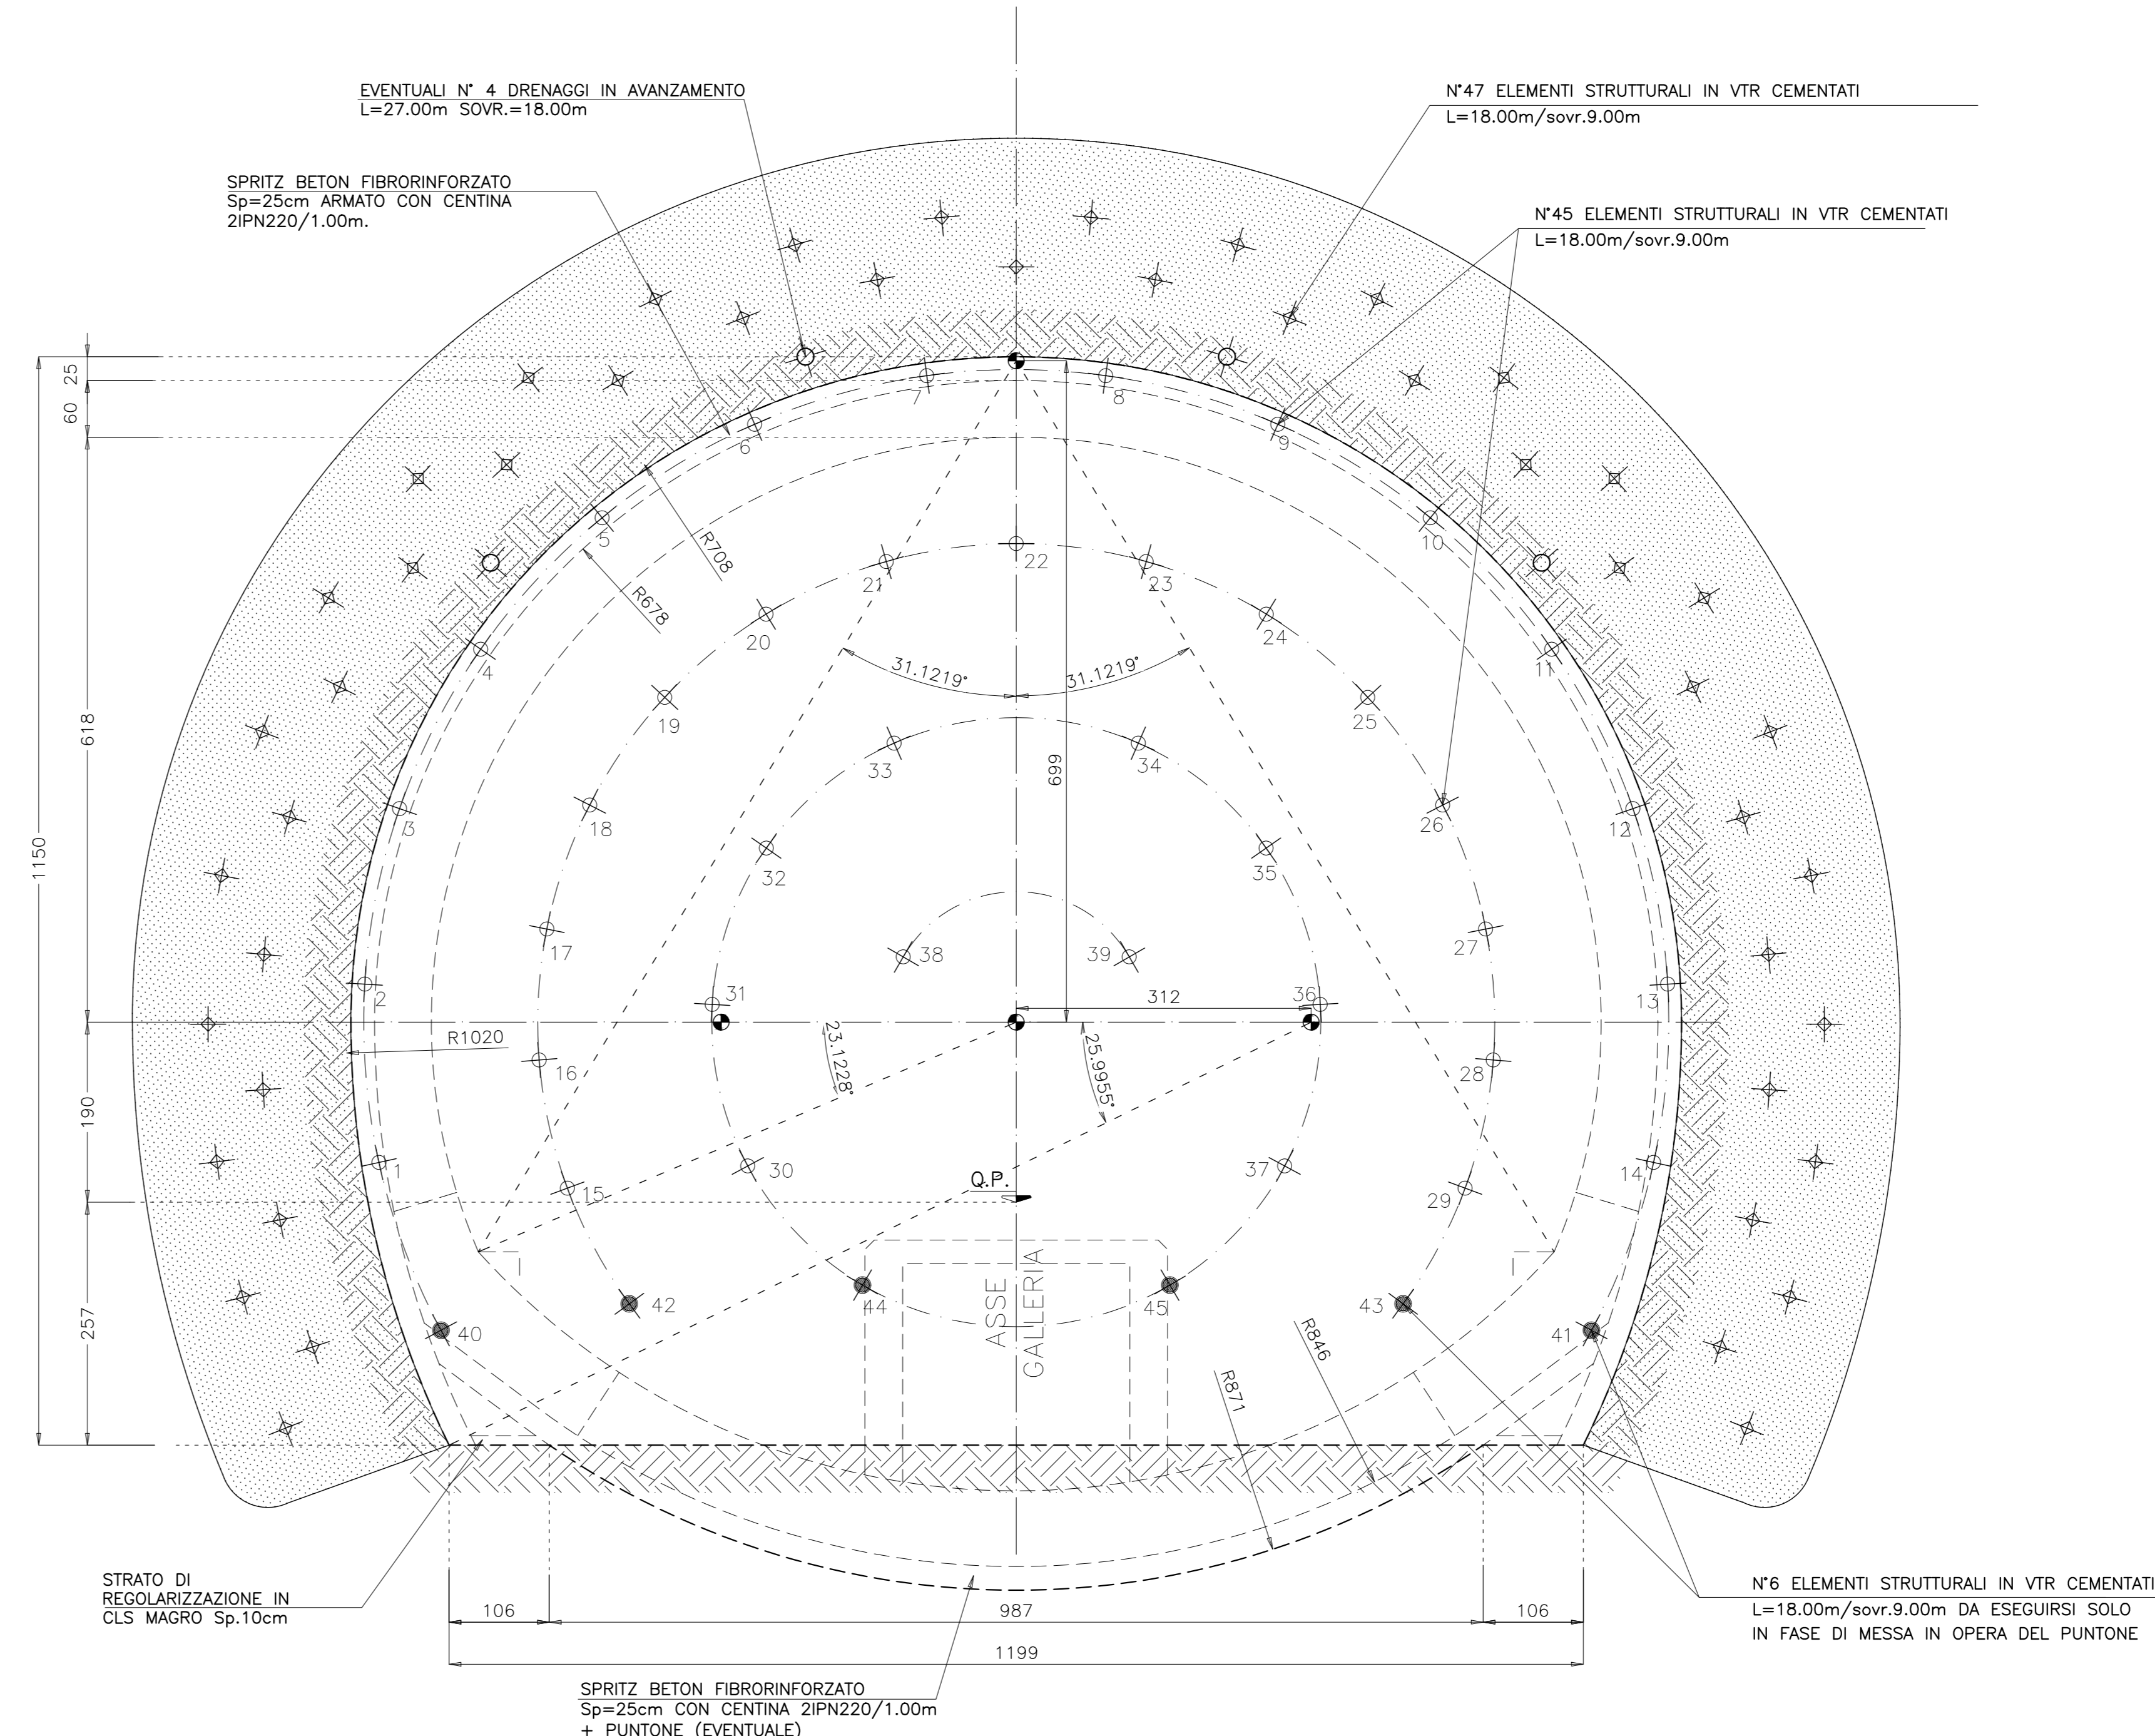 EVENTUALI N° 4 DRENAGGI IN AVANZAMENTO
L=27.00m SOVR.=18.00m
N°47 ELEMENTI STRUTTURALI IN VTR CEMENTATI
L=18.00m/sovr.9.00m
SPRITZ BETON FIBRORINFORZATO
Sp=25cm ARMATO CON CENTINA
2IPN220/1.00m.
N°45 ELEMENTI STRUTTURALI IN VTR CEMENTATI
L=18.00m/sovr.9.00m
25
60
618
1150
190
257
7
8
6
9
5
10
R708
R678
22
21
23
20
24
4
11
31.1219°
31.1219°
19
25
33
34
699
3
18
26
12
32
35
17
38
39
27
2
31
312
36
13
R1020
23.1228°
25.9955°
16
28
1
30
Q.P.
37
14
15
29
ASSE
GALLERIA
40
42
44
45
43
41
R846
R871
STRATO DI
REGOLARIZZAZIONE IN
CLS MAGRO Sp.10cm
106
987
106
1199
N°6 ELEMENTI STRUTTURALI IN VTR CEMENTATI
L=18.00m/sovr.9.00m DA ESEGUIRSI SOLO
IN FASE DI MESSA IN OPERA DEL PUNTONE
SPRITZ BETON FIBRORINFORZATO
Sp=25cm CON CENTINA 2IPN220/1.00m
+ PUNTONE (EVENTUALE)